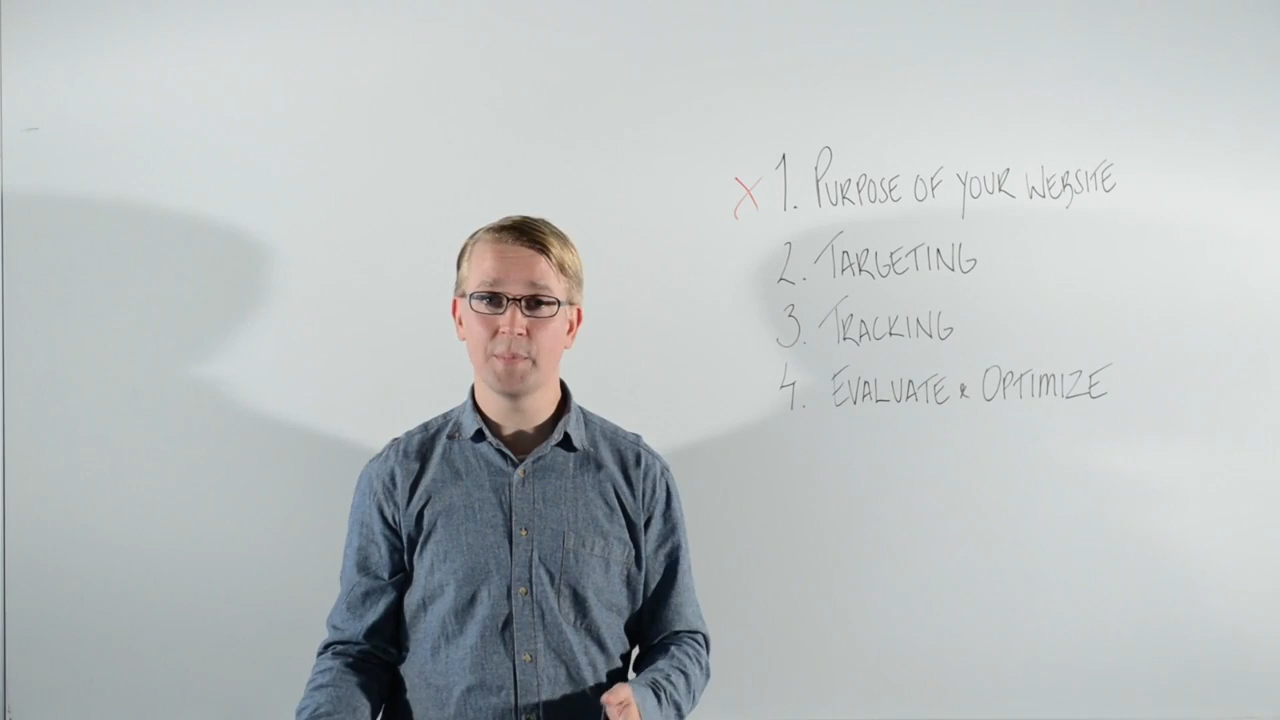 X 1. PURPOSE OF YOUR WEBSITE
2. TARGETING
3. TRACKING
4. EVALUATE & OPTIMIZE